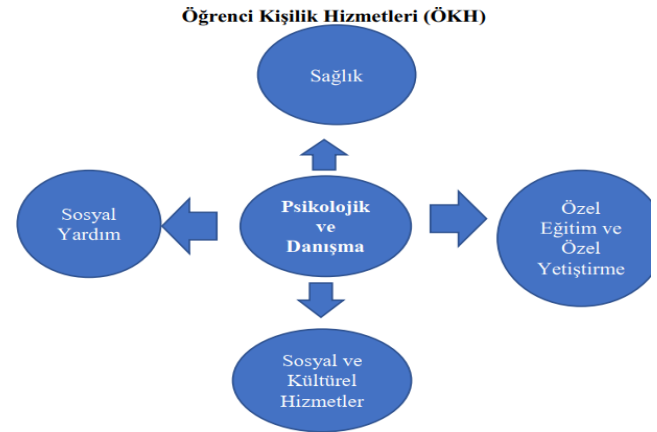 Öğrenci Kişilik Hizmetleri (ÖKH)
Sağlık
Sosyal
Yardım
Psikolojik
ve
Danışma
Özel
Eğitim ve
Özel
Yetiştirme
Sosyal ve
Kültürel
Hizmetler